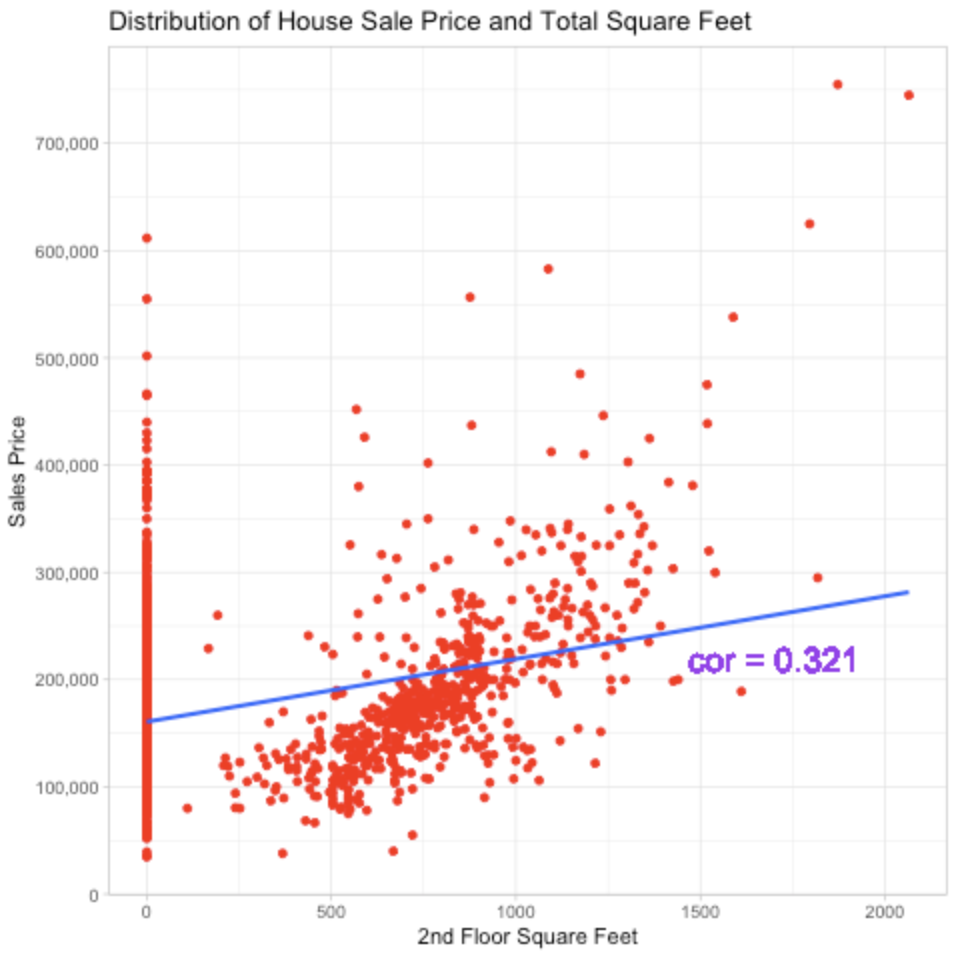 Distribution of House Sale Price and Total Square Feet
700,000
600,000
500,000
400,000
300,000
200,000
100,000
0
Sales Price
cor = 0.321
0 500 1000 1500 2000
2nd Floor Square Feet